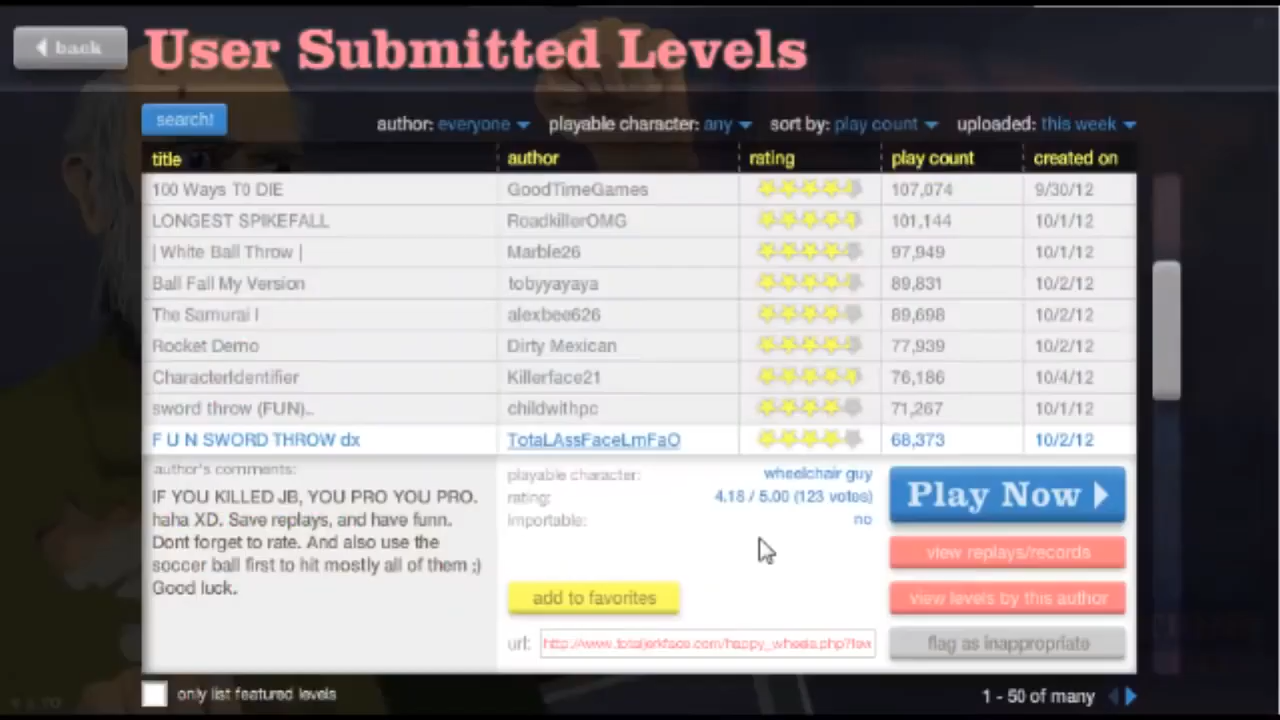 back
User Submitted Levels
search!
author: everyone playable character: any sort by: play count uploaded: this week
title author rating play count created on
100 Ways T0 DIE GoodTimeGames 107,074 9/30/12
LONGEST SPIKEFALL RoadkillerOMG 101,144 10/1/12
| White Ball Throw | Marble26 97,949 10/1/12
Ball Fall My Version tobyyayaya 89,831 10/2/12
The Samurai I alexbee626 89,698 10/2/12
Rocket Demo Dirty Mexican 77,939 10/2/12
CharacterIdentifier Killerface21 76,186 10/4/12
sword throw (FUN).. childwithpc 71,267 10/1/12
F U N SWORD THROW dx TotaLAssFaceLmFaO 68,373 10/2/12
author's comments:
IF YOU KILLED JB, YOU PRO YOU PRO.
haha XD. Save replays, and have funn.
Dont forget to rate. And also use the
soccer ball first to hit mostly all of them ;)
Good luck.
playable character: wheelchair guy
rating: 4.18 / 5.00 (123 votes)
importable: no
add to favorites
url: http://www.totaljerkface.com/happy_wheels.php?lev
Play Now
view replays/records
view levels by this author
flag as inappropriate
only list featured levels
1 - 50 of many